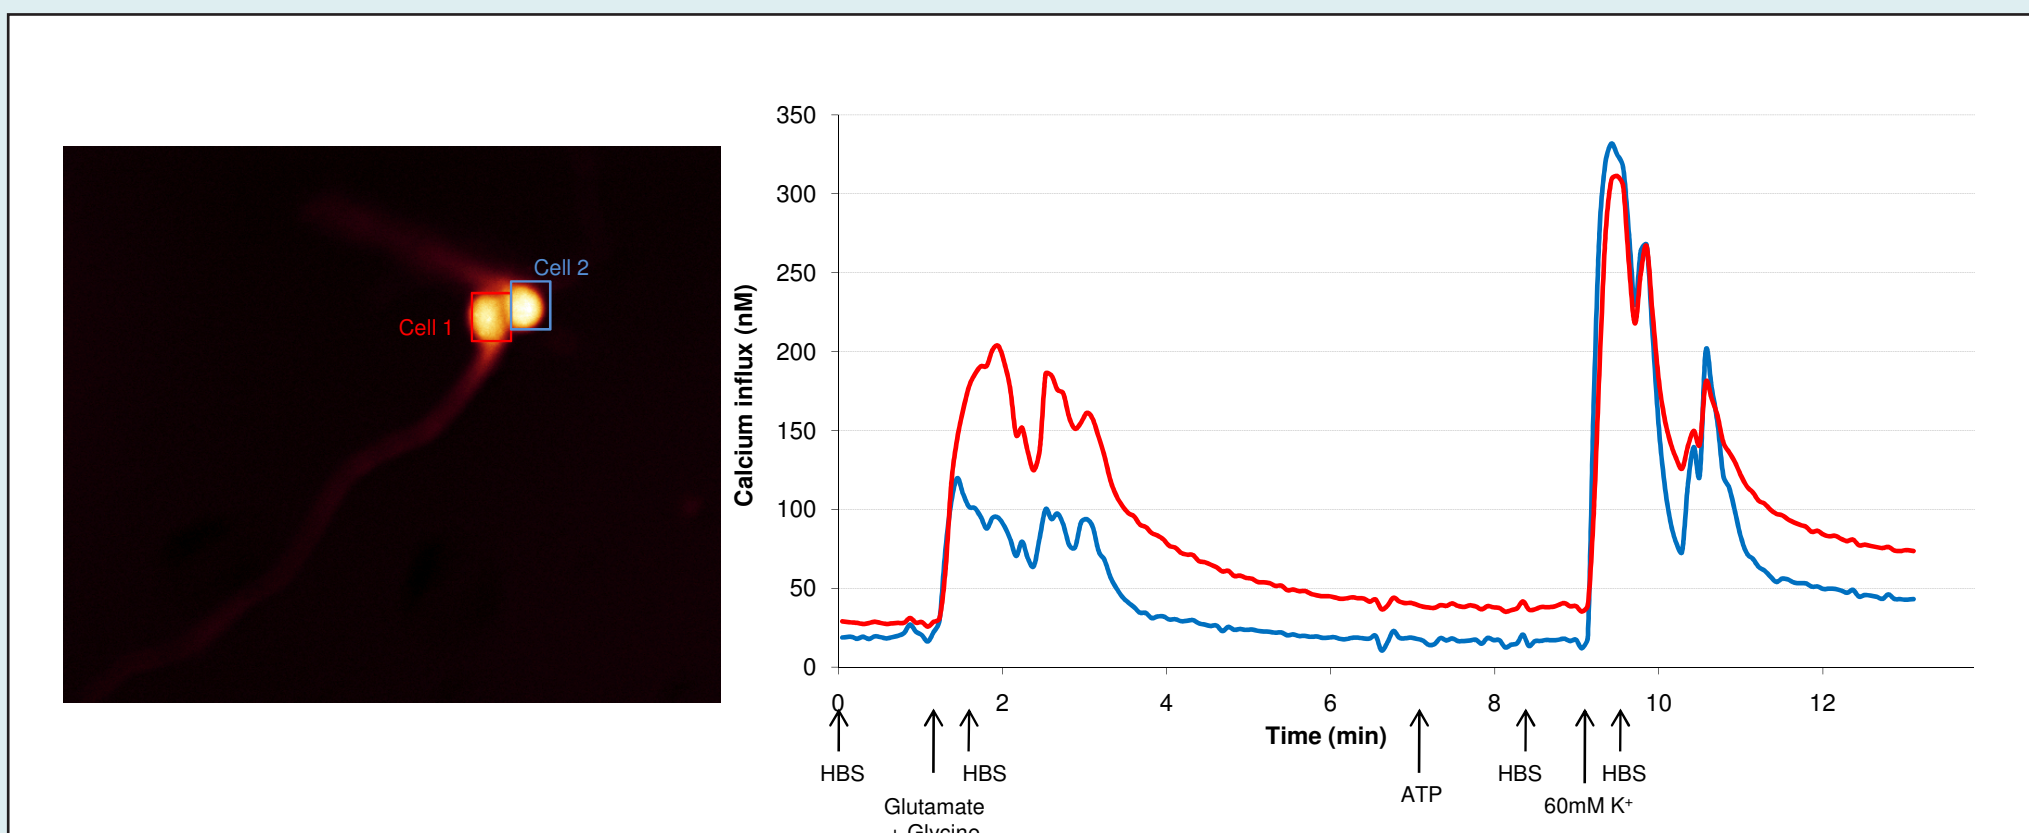 Cell 2
Cell 1
350
300
250
200
150
100
50
0
Calcium influx (nM)
0 2 4 6 8 10 12
Time (min)
HBS HBS HBS HBS
ATP
Glutamate 60mM K⁺
+ Glycine